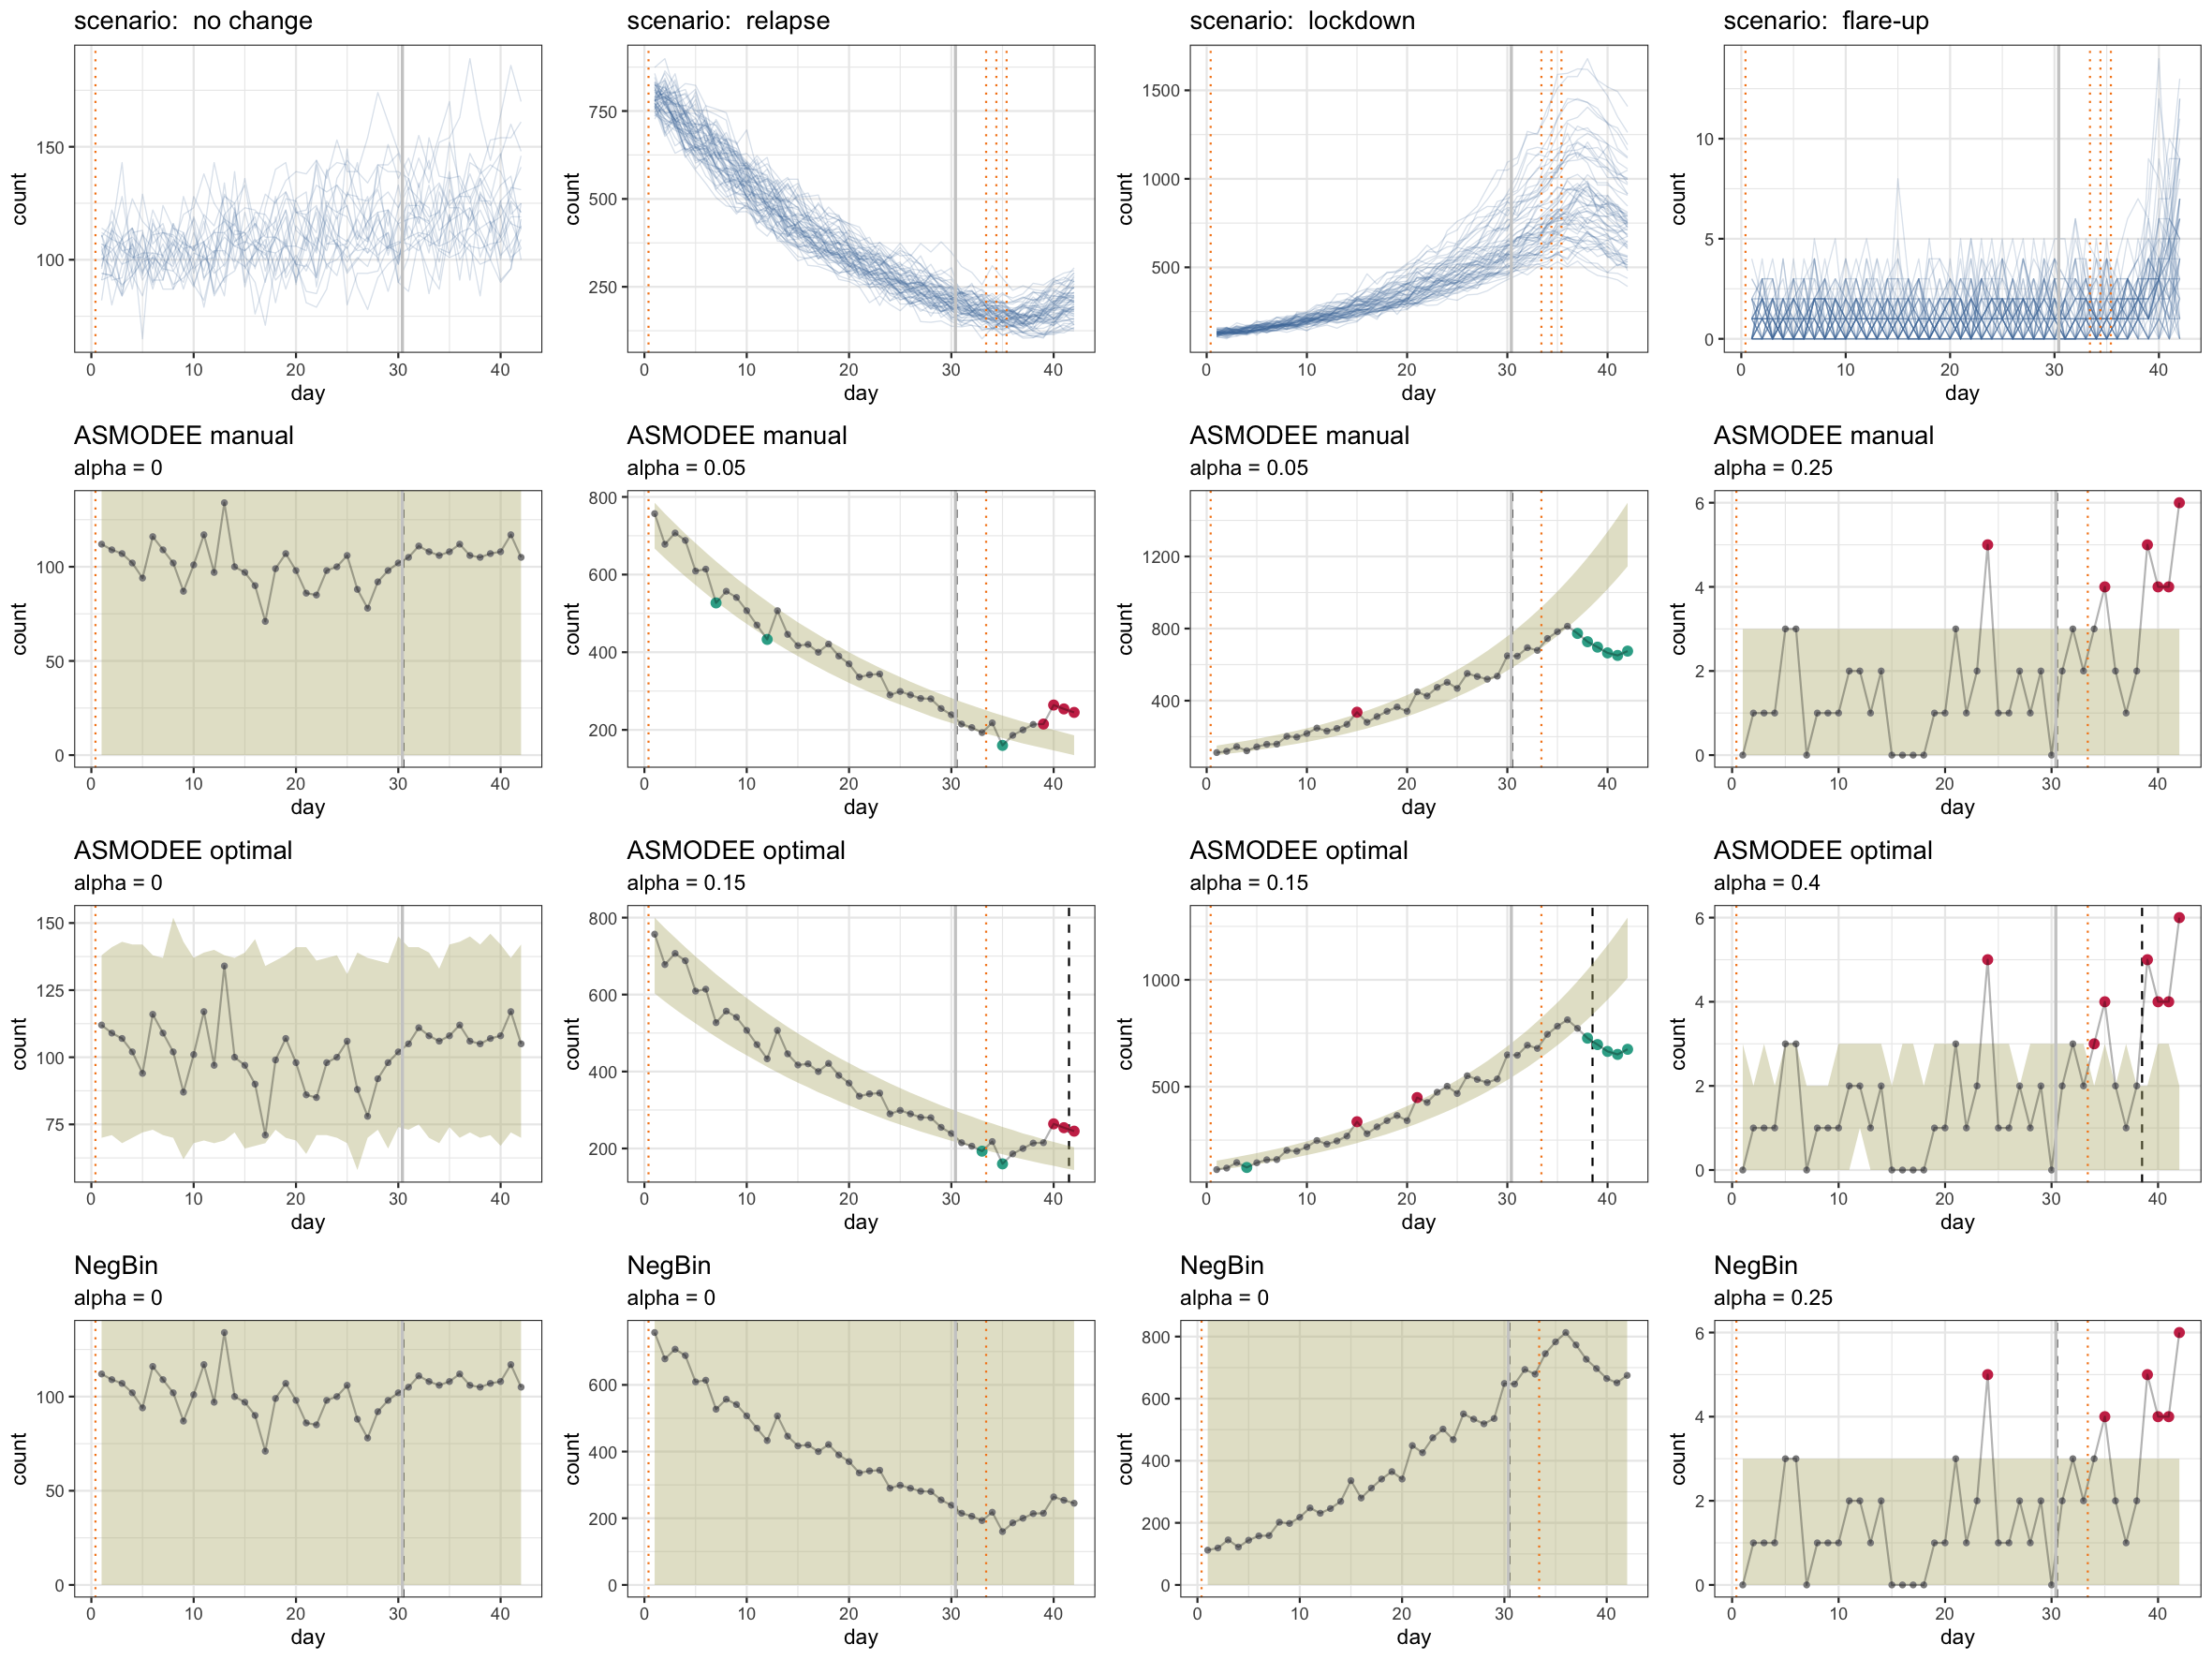 scenario:  no change
scenario:  relapse
scenario:  lockdown
scenario:  flare-up
count
150
100
0 10 20 30 40
day
count
750
500
250
0 10 20 30 40
day
count
1500
1000
500
0 10 20 30 40
day
count
10
5
0
0 10 20 30 40
day
ASMODEE manual
alpha = 0
count
100
50
0
0 10 20 30 40
day
ASMODEE manual
alpha = 0.05
count
800
600
400
200
0 10 20 30 40
day
ASMODEE manual
alpha = 0.05
count
1200
800
400
0 10 20 30 40
day
ASMODEE manual
alpha = 0.25
count
6
4
2
0
0 10 20 30 40
day
ASMODEE optimal
alpha = 0
count
150
125
100
75
0 10 20 30 40
day
ASMODEE optimal
alpha = 0.15
count
800
600
400
200
0 10 20 30 40
day
ASMODEE optimal
alpha = 0.15
count
1000
500
0 10 20 30 40
day
ASMODEE optimal
alpha = 0.4
count
6
4
2
0
0 10 20 30 40
day
NegBin
alpha = 0
count
100
50
0
0 10 20 30 40
day
NegBin
alpha = 0
count
600
400
200
0
0 10 20 30 40
day
NegBin
alpha = 0
count
800
600
400
200
0
0 10 20 30 40
day
NegBin
alpha = 0.25
count
6
4
2
0
0 10 20 30 40
day